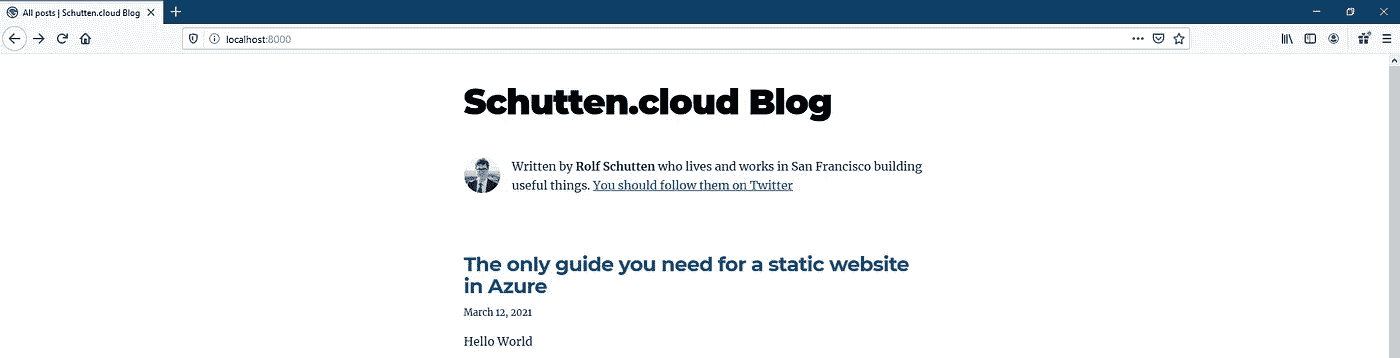 All posts | Schutten.cloud Blog
localhost:8000
Schutten.cloud Blog
Written by Rolf Schutten who lives and works in San Francisco building
useful things. You should follow them on Twitter
The only guide you need for a static website
in Azure
March 12, 2021
Hello World